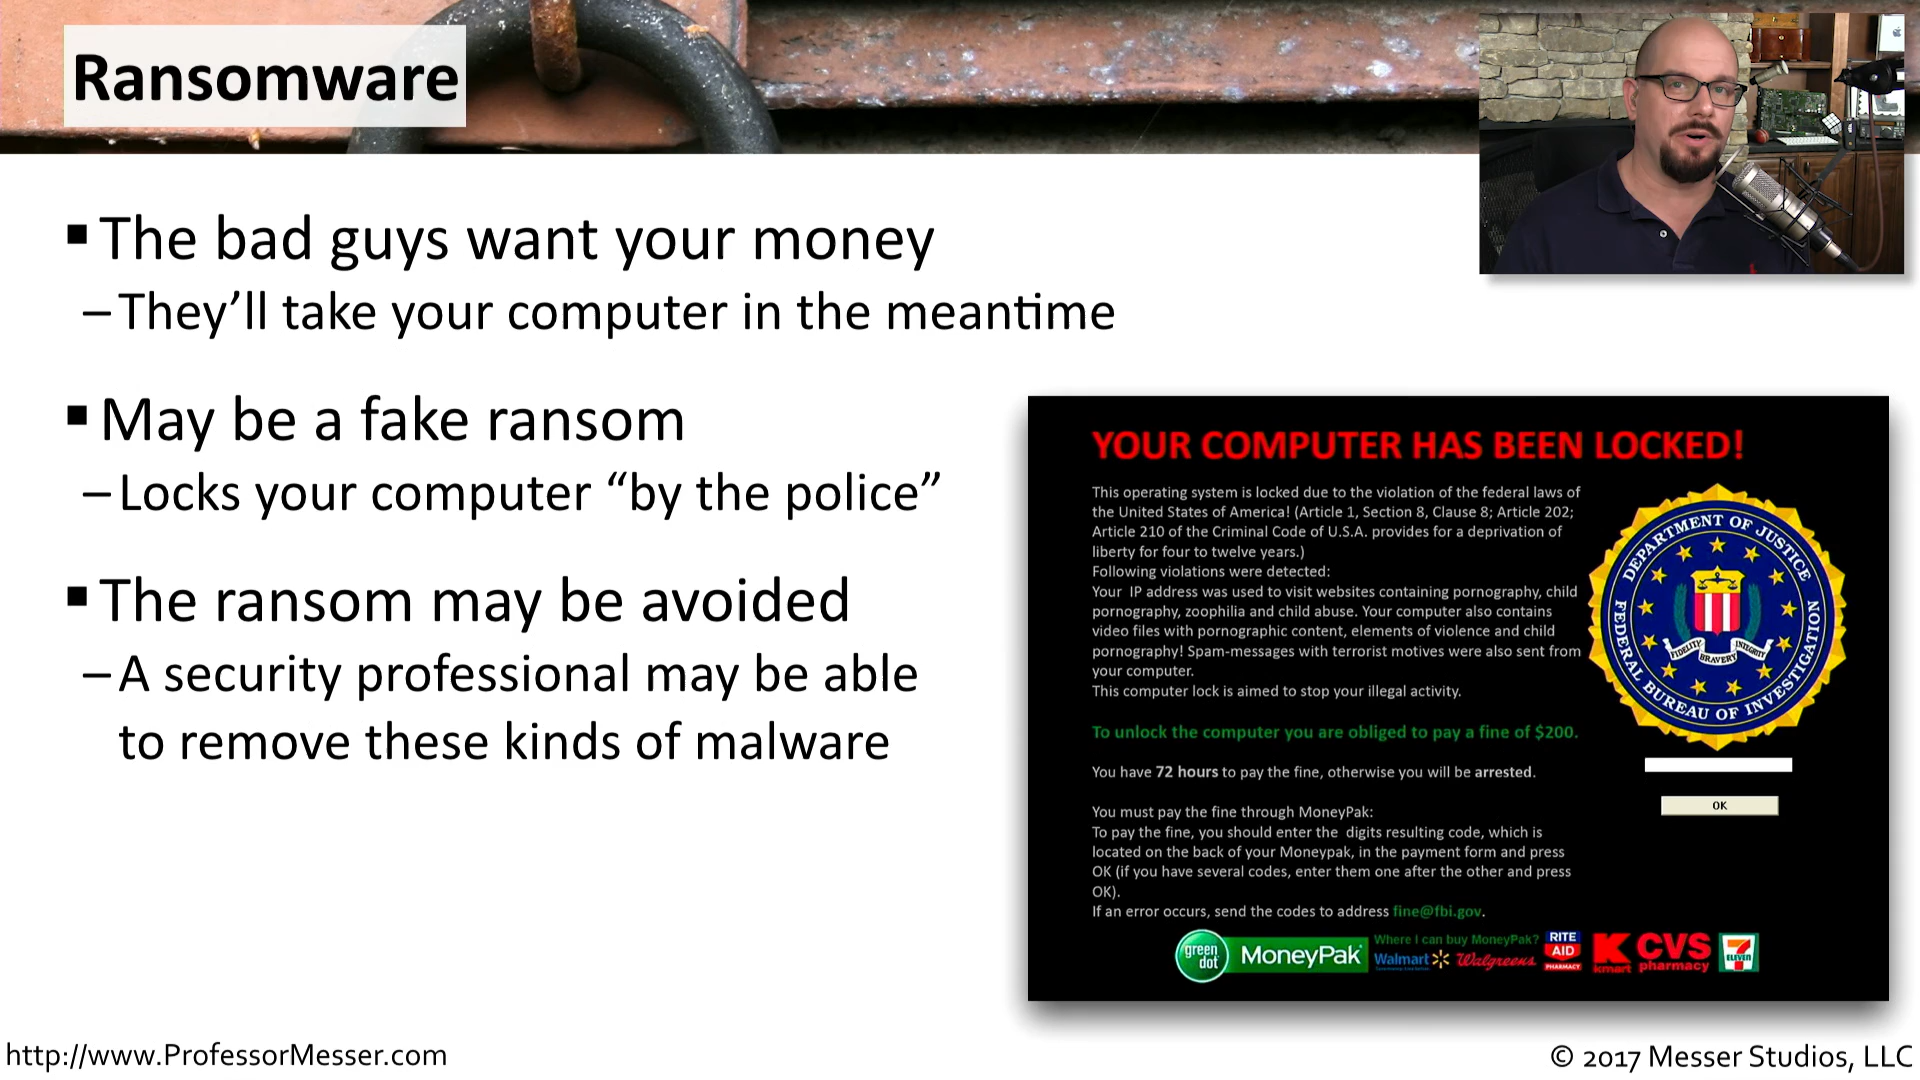 Ransomware
▪ The bad guys want your money
– They’ll take your computer in the meantime
▪ May be a fake ransom
– Locks your computer “by the police”
▪ The ransom may be avoided
– A security professional may be able
to remove these kinds of malware
YOUR COMPUTER HAS BEEN LOCKED!
This operating system is locked due to the violation of the federal laws of
the United States of America! (Article 1, Section 8, Clause 8; Article 202;
Article 210 of the Criminal Code of U.S.A. provides for a deprivation of
liberty for four to twelve years.)
Following violations were detected:
Your IP address was used to visit websites containing pornography, child
pornography, zoophilia and child abuse. Your computer also contains
video files with pornographic content, elements of violence and child
pornography! Spam-messages with terrorist motives were also sent from
your computer.
This computer lock is aimed to stop your illegal activity.
To unlock the computer you are obliged to pay a fine of $200.
You have 72 hours to pay the fine, otherwise you will be arrested.
You must pay the fine through MoneyPak:
To pay the fine, you should enter the digits resulting code, which is
located on the back of your Moneypak, in the payment form and press
OK (if you have several codes, enter them one after the other and press
OK).
If an error occurs, send the codes to address fine@fbi.gov.
DEPARTMENT OF JUSTICE
FEDERAL BUREAU OF INVESTIGATION
FIDELITY BRAVERY INTEGRITY
OK
green
dot
MoneyPak
Where I can buy MoneyPak?
Walmart
Walgreens
RITE
AID
PHARMACY
K
kmart
CVS
pharmacy
7
ELEVEN
http://www.ProfessorMesser.com
© 2017 Messer Studios, LLC